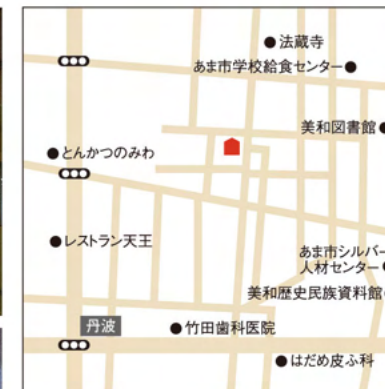 法蔵寺
あま市学校給食センター
美和図書館
とんかつのみわ
レストラン天王
あま市シルバー
人材センター
美和歴史民族資料館
丹波
竹田歯科医院
はだめ皮ふ科